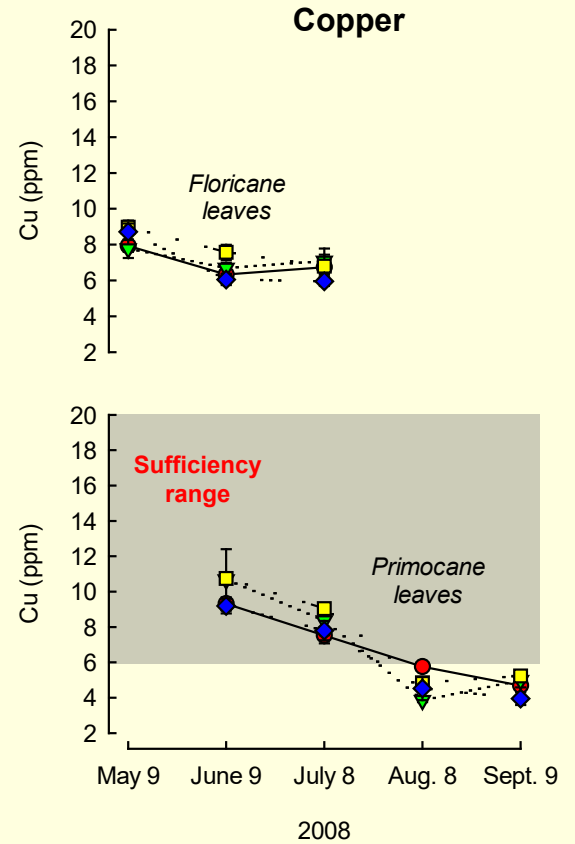 Copper
20
18
16
14
12
10
8
6
4
2
Cu (ppm)
Floricane
leaves
20
18
16
14
12
10
8
6
4
2
Cu (ppm)
Sufficiency
range
Primocane
leaves
May 9 June 9 July 8 Aug. 8 Sept. 9
2008